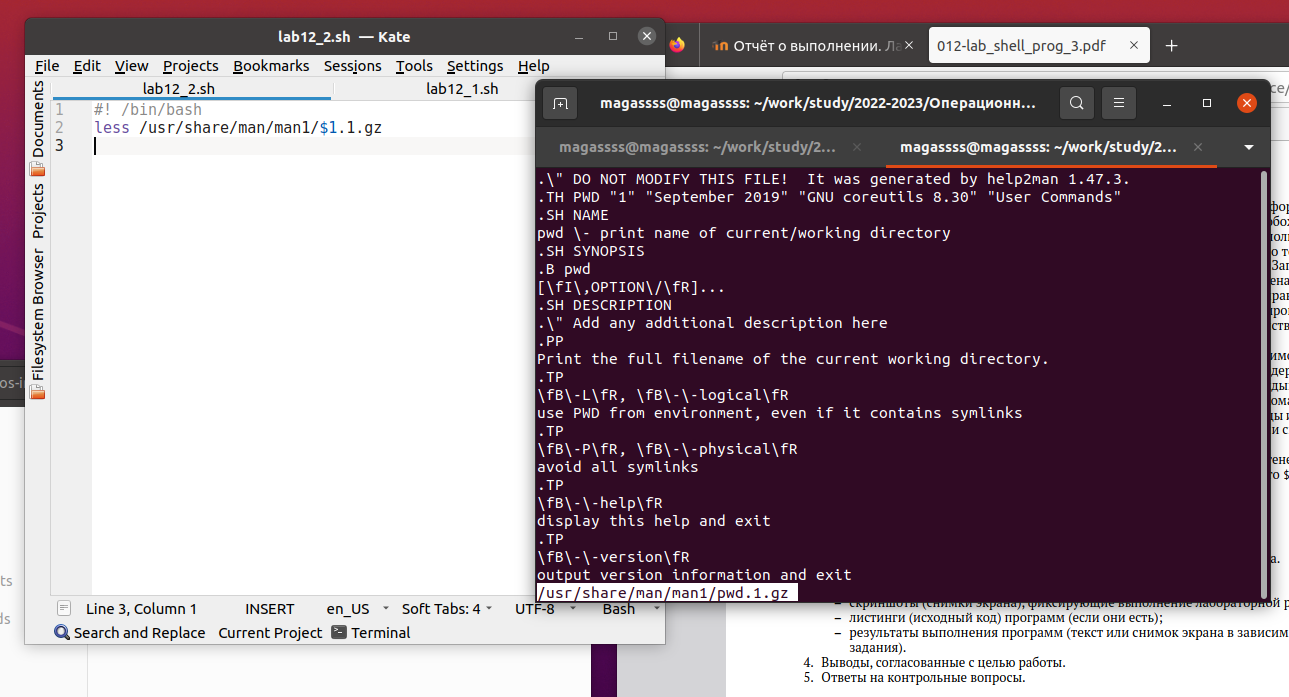 lab12_2.sh — Kate
File Edit View Projects Bookmarks Sessions Tools Settings Help
lab12_2.sh lab12_1.sh
Documents
Projects
Filesystem Browser
1 #! /bin/bash
2 less /usr/share/man/man1/$1.1.gz
3
Line 3, Column 1 INSERT en_US Soft Tabs: 4 UTF-8 Bash
Search and Replace Current Project Terminal
Отчёт о выполнении. Ла
012-lab_shell_prog_3.pdf
magassss@magassss: ~/work/study/2022-2023/Операционн...
magassss@magassss: ~/work/study/2... magassss@magassss: ~/work/study/2...
.\" DO NOT MODIFY THIS FILE!  It was generated by help2man 1.47.3.
.TH PWD "1" "September 2019" "GNU coreutils 8.30" "User Commands"
.SH NAME
pwd \- print name of current/working directory
.SH SYNOPSIS
.B pwd
[\fI\,OPTION\/\fR]...
.SH DESCRIPTION
.\" Add any additional description here
.PP
Print the full filename of the current working directory.
.TP
\fB\-L\fR, \fB\-\-logical\fR
use PWD from environment, even if it contains symlinks
.TP
\fB\-P\fR, \fB\-\-physical\fR
avoid all symlinks
.TP
\fB\-\-help\fR
display this help and exit
.TP
\fB\-\-version\fR
output version information and exit
/usr/share/man/man1/pwd.1.gz
– скриншоты (снимки экрана), фиксирующие выполнение лабораторной р
– листинги (исходный код) программ (если они есть);
– результаты выполнения программ (текст или снимок экрана в зависим
задания).
4. Выводы, согласованные с целью работы.
5. Ответы на контрольные вопросы.